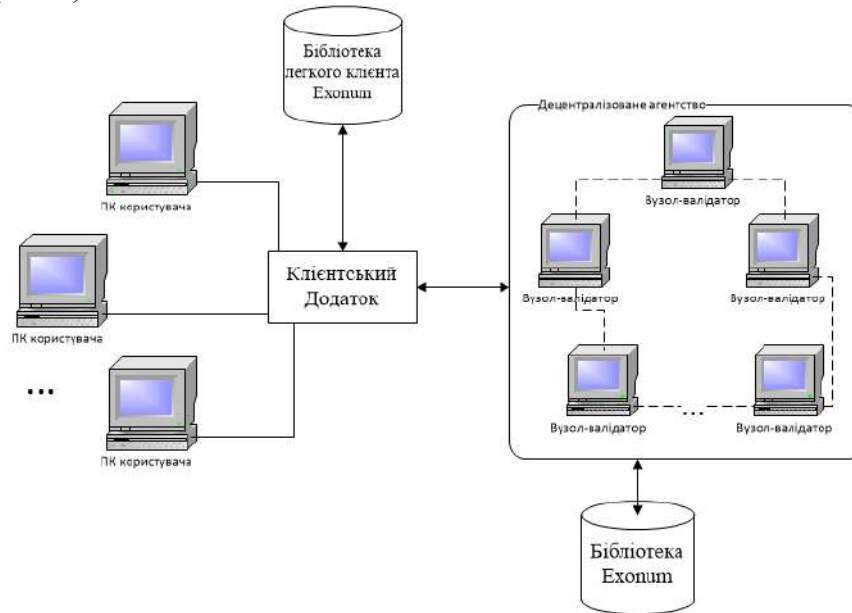 Бібліотека
легкого клієнта
Exonum
Децентралізоване агентство
ПК користувача
Вузол-валідатор
ПК користувача
Клієнтський
Додаток
Вузол-валідатор
Вузол-валідатор
...
ПК користувача
Вузол-валідатор
...
Вузол-валідатор
Бібліотека
Exonum